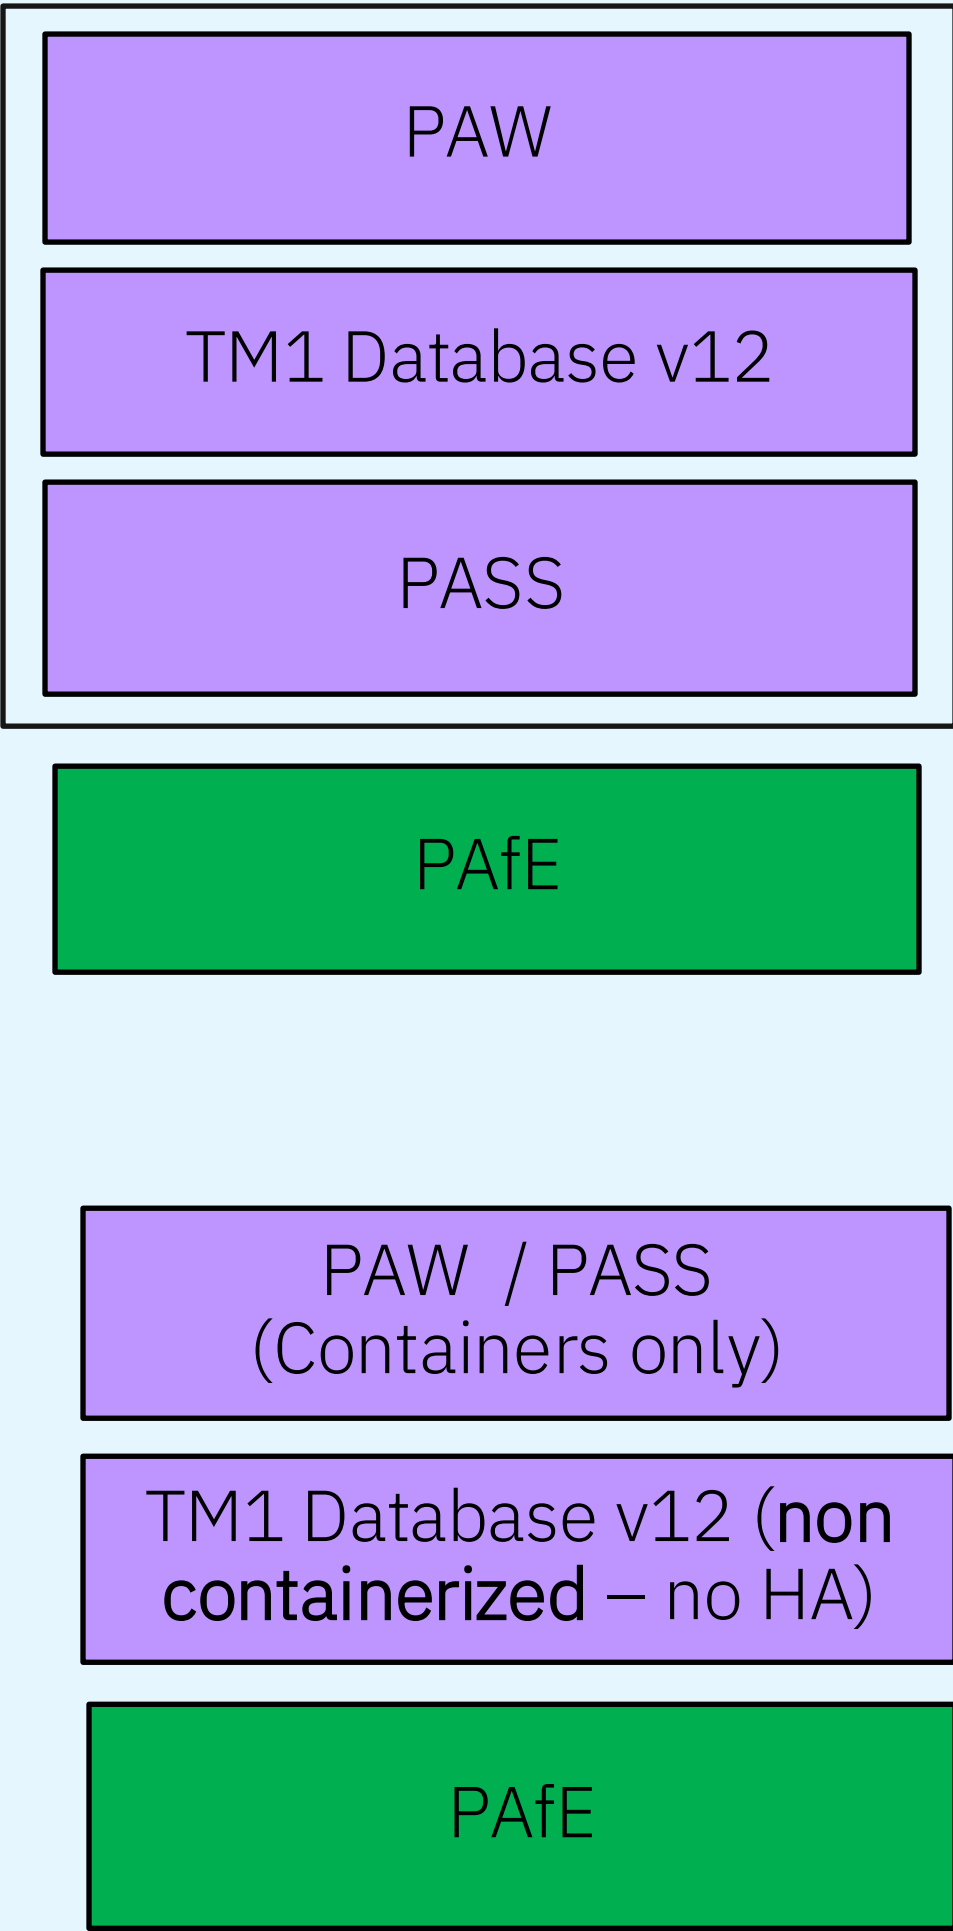 PAW
TM1 Database v12
PASS
PAfE
PAW / PASS
(Containers only)
TM1 Database v12 (non
containerized – no HA)
PAfE